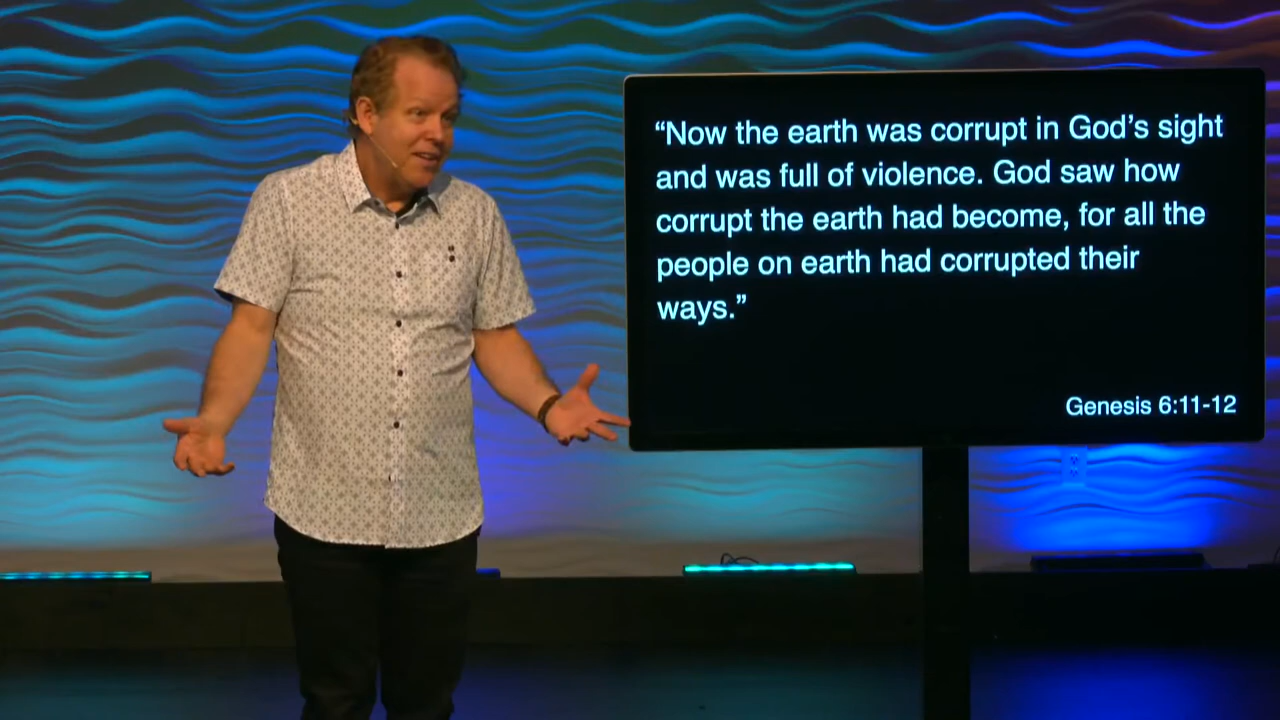 “Now the earth was corrupt in God’s sight
and was full of violence. God saw how
corrupt the earth had become, for all the
people on earth had corrupted their
ways.”
Genesis 6:11-12